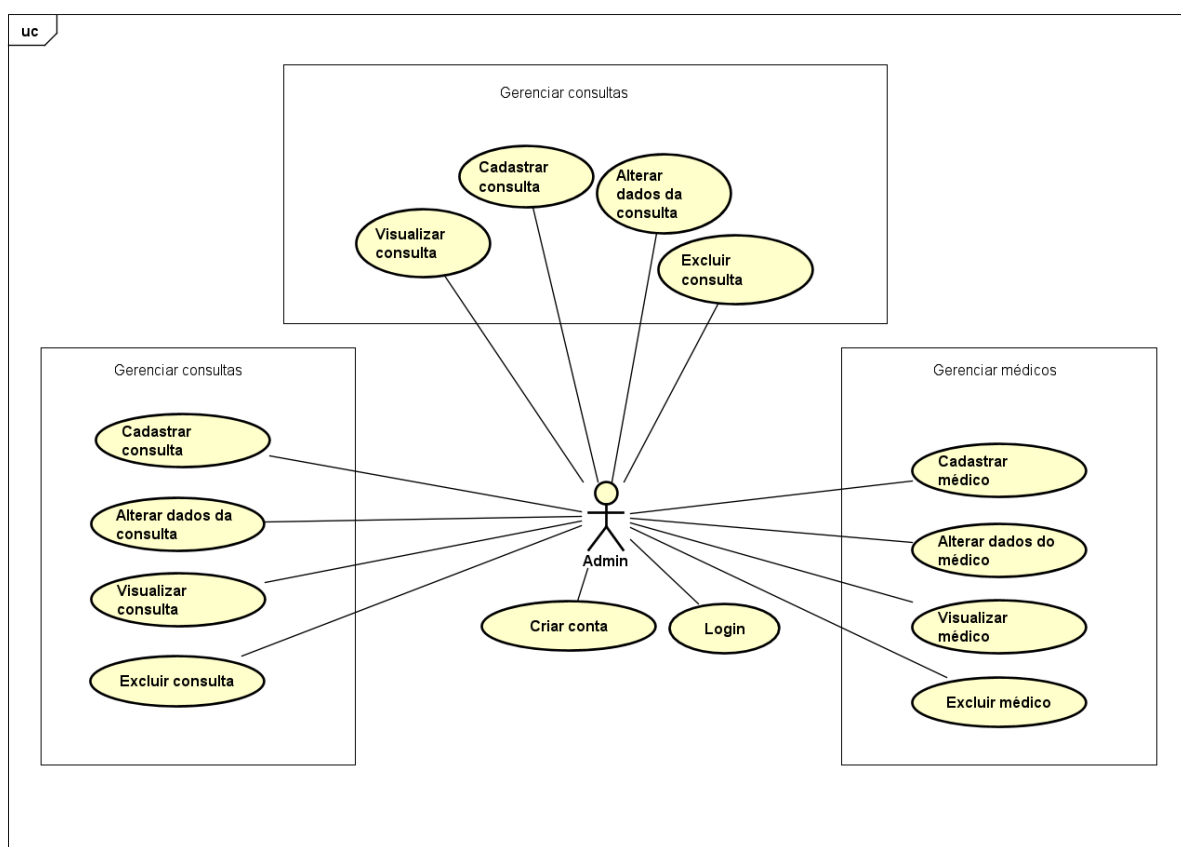 uc
Gerenciar consultas
Cadastrar
consulta
Alterar
dados da
consulta
Visualizar
consulta
Excluir
consulta
Gerenciar consultas
Cadastrar
consulta
Alterar dados da
consulta
Visualizar
consulta
Excluir consulta
Admin
Criar conta
Login
Gerenciar médicos
Cadastrar
médico
Alterar dados do
médico
Visualizar
médico
Excluir médico